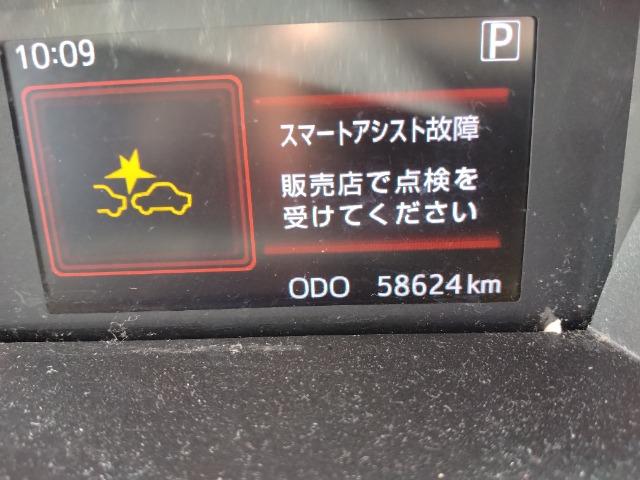 10:09
P
スマートアシスト故障
販売店で点検を
受けてください
ODO 58624 km